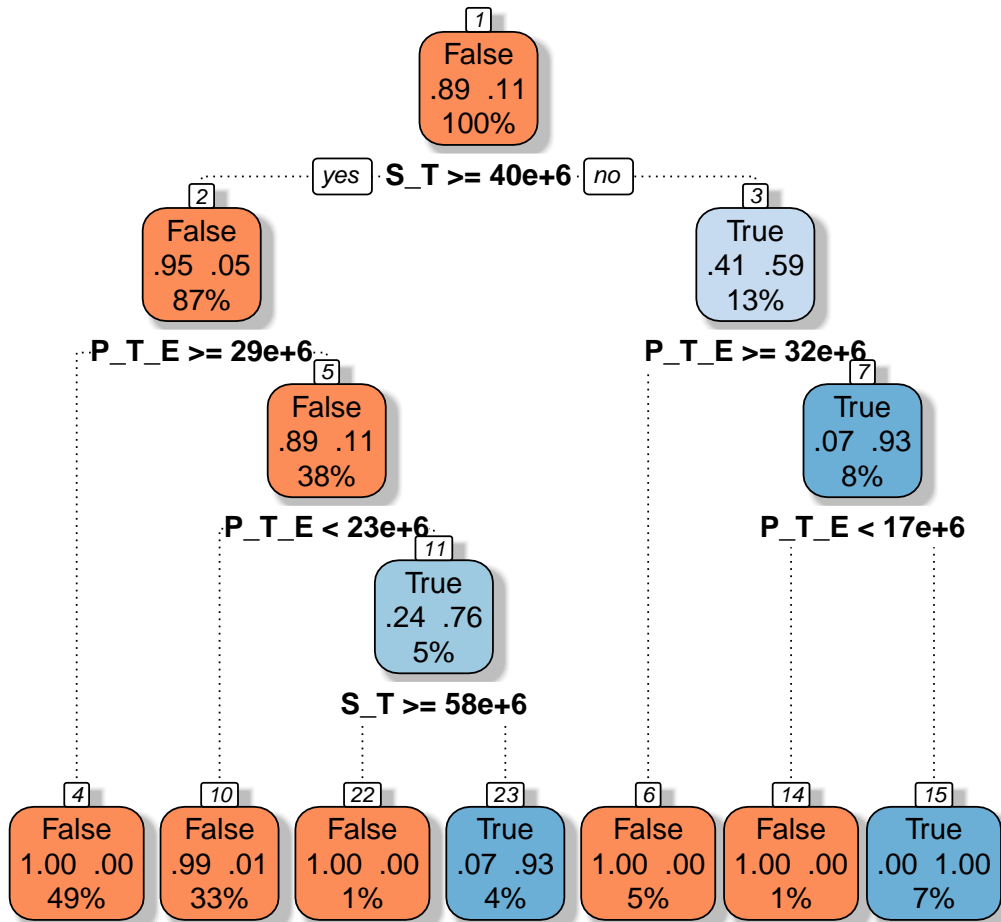 1
False
.89 .11
100%
yes S_T >= 40e+6 no
2
False
.95 .05
87%
3
True
.41 .59
13%
P_T_E >= 29e+6
P_T_E >= 32e+6
5
False
.89 .11
38%
7
True
.07 .93
8%
P_T_E < 23e+6
P_T_E < 17e+6
11
True
.24 .76
5%
S_T >= 58e+6
4
False
1.00 .00
49%
10
False
.99 .01
33%
22
False
1.00 .00
1%
23
True
.07 .93
4%
6
False
1.00 .00
5%
14
False
1.00 .00
1%
15
True
.00 1.00
7%